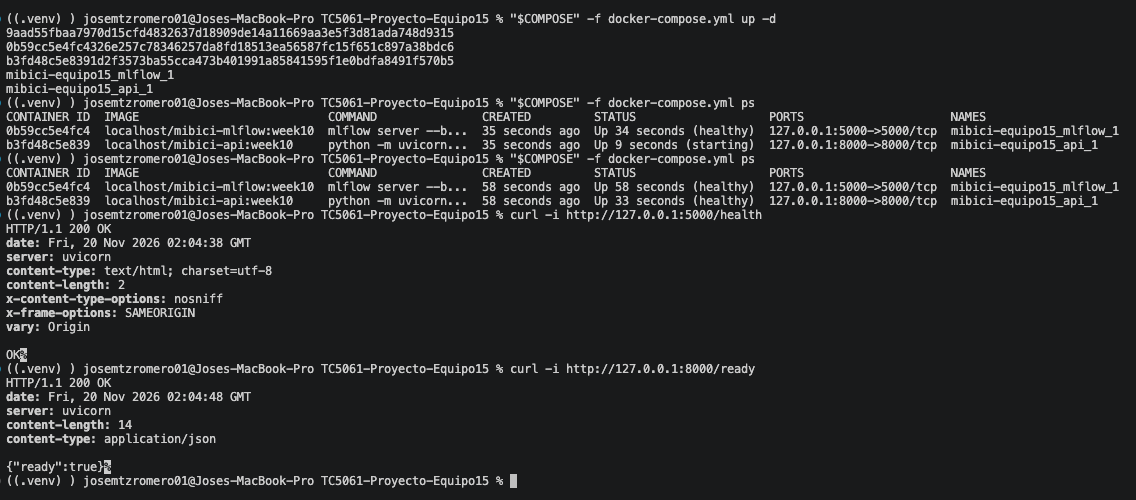 ((.venv) ) josemtzromero01@Joses-MacBook-Pro TC5061-Proyecto-Equipo15 % "$COMPOSE" -f docker-compose.yml up -d
9aad55fbaa7970d15cfd4832637d18909de14a11669aa3e5f3d81ada748d9315
0b59cc5e4fc4326e257c78346257da8fd18513ea56587fc15f651c897a38bdc6
b3fd48c5e8391d2f3573ba55cca473b401991a85841595f1e0bdfa8491f570b5
mibici-equipo15_mlflow_1
mibici-equipo15_api_1
((.venv) ) josemtzromero01@Joses-MacBook-Pro TC5061-Proyecto-Equipo15 % "$COMPOSE" -f docker-compose.yml ps
CONTAINER ID  IMAGE                           COMMAND               CREATED         STATUS                   PORTS                     NAMES
0b59cc5e4fc4  localhost/mibici-mlflow:week10  mlflow server --b...  35 seconds ago  Up 34 seconds (healthy)  127.0.0.1:5000->5000/tcp  mibici-equipo15_mlflow_1
b3fd48c5e839  localhost/mibici-api:week10     python -m uvicorn...  35 seconds ago  Up 9 seconds (starting)  127.0.0.1:8000->8000/tcp  mibici-equipo15_api_1
((.venv) ) josemtzromero01@Joses-MacBook-Pro TC5061-Proyecto-Equipo15 % "$COMPOSE" -f docker-compose.yml ps
CONTAINER ID  IMAGE                           COMMAND               CREATED         STATUS                   PORTS                     NAMES
0b59cc5e4fc4  localhost/mibici-mlflow:week10  mlflow server --b...  58 seconds ago  Up 58 seconds (healthy)  127.0.0.1:5000->5000/tcp  mibici-equipo15_mlflow_1
b3fd48c5e839  localhost/mibici-api:week10     python -m uvicorn...  58 seconds ago  Up 33 seconds (healthy)  127.0.0.1:8000->8000/tcp  mibici-equipo15_api_1
((.venv) ) josemtzromero01@Joses-MacBook-Pro TC5061-Proyecto-Equipo15 % curl -i http://127.0.0.1:5000/health
HTTP/1.1 200 OK
date: Fri, 20 Nov 2026 02:04:38 GMT
server: uvicorn
content-type: text/html; charset=utf-8
content-length: 2
x-content-type-options: nosniff
x-frame-options: SAMEORIGIN
vary: Origin

OK%
((.venv) ) josemtzromero01@Joses-MacBook-Pro TC5061-Proyecto-Equipo15 % curl -i http://127.0.0.1:8000/ready
HTTP/1.1 200 OK
date: Fri, 20 Nov 2026 02:04:48 GMT
server: uvicorn
content-length: 14
content-type: application/json

{"ready":true}%
((.venv) ) josemtzromero01@Joses-MacBook-Pro TC5061-Proyecto-Equipo15 %